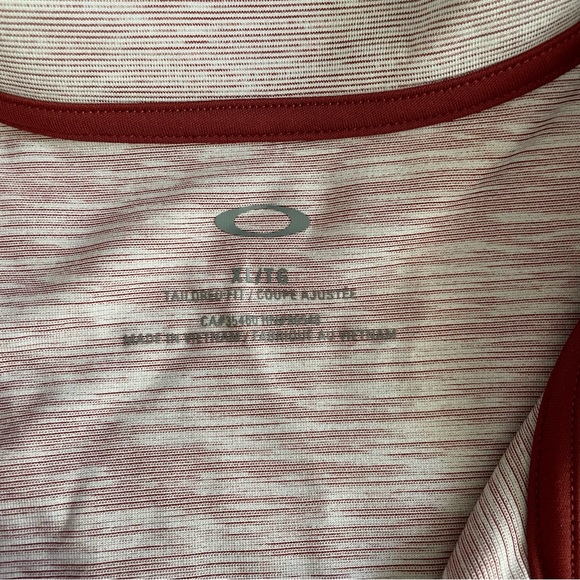 XL/TG
TAILORED FIT / COUPE AJUSTÉE
MADE IN VIETNAM / FABRIQUÉ AU VIETNAM